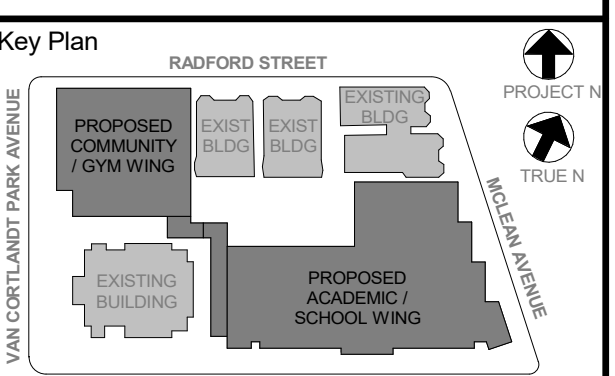 Key Plan
RADFORD STREET
PROJECT N
TRUE N
VAN CORTLANDT PARK AVENUE
PROPOSED
COMMUNITY
/ GYM WING
EXIST
BLDG
EXIST
BLDG
EXISTING
BLDG
MCLEAN AVENUE
EXISTING
BUILDING
PROPOSED
ACADEMIC /
SCHOOL WING